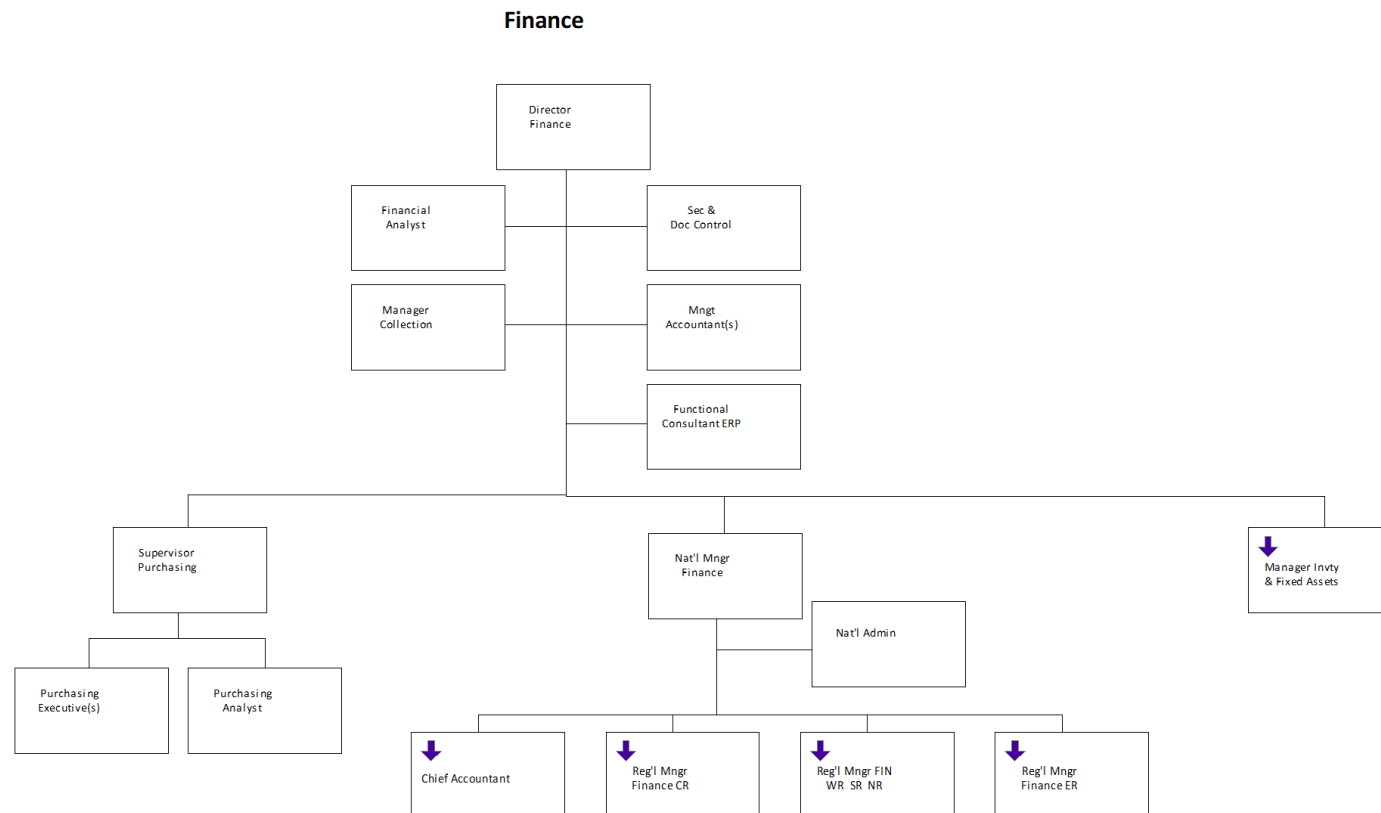 Finance
Director
Finance
Financial
Analyst
Sec &
Doc Control
Manager
Collection
Mngt
Accountant(s)
Functional
Consultant ERP
Supervisor
Purchasing
Nat'l Mngr
Finance
Manager Invty
& Fixed Assets
Nat'l Admin
Purchasing
Executive(s)
Purchasing
Analyst
Chief Accountant
Reg'l Mngr
Finance CR
Reg'l Mngr FIN
WR SR NR
Reg'l Mngr
Finance ER